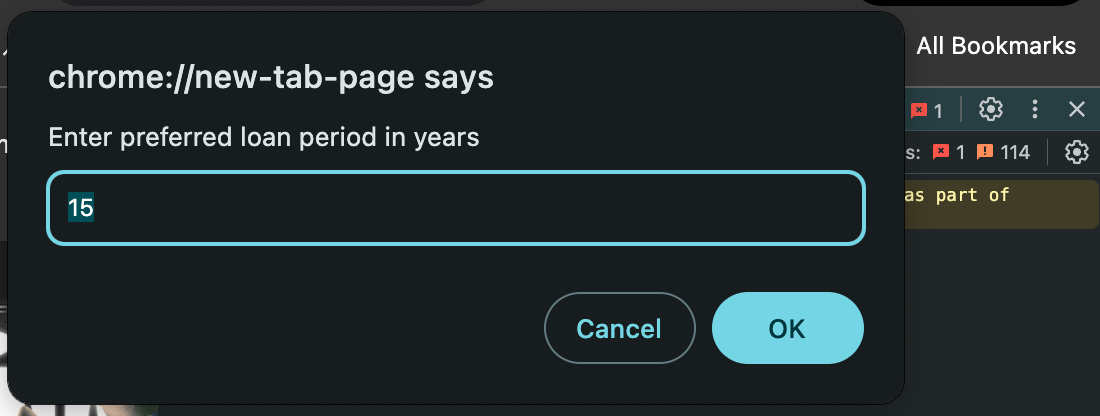 All Bookmarks
chrome://new-tab-page says
1
Enter preferred loan period in years
s: 1 114
as part of
15
Cancel OK